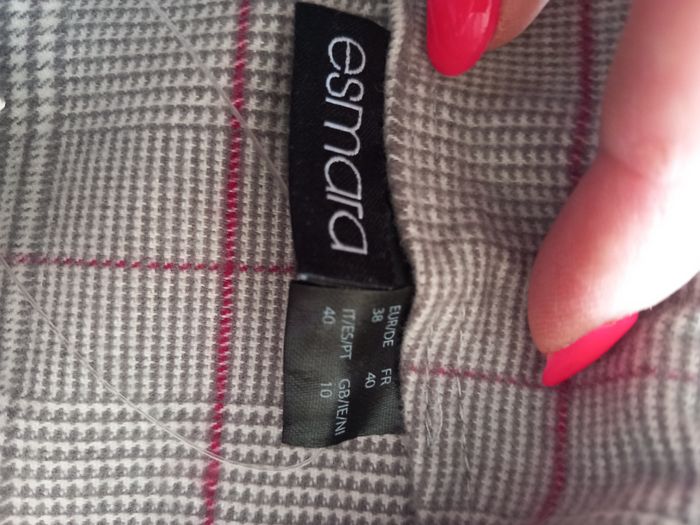 esmara
EUR/DE FR
38 40
IT/ES/PT GB/IE/NI
40 10